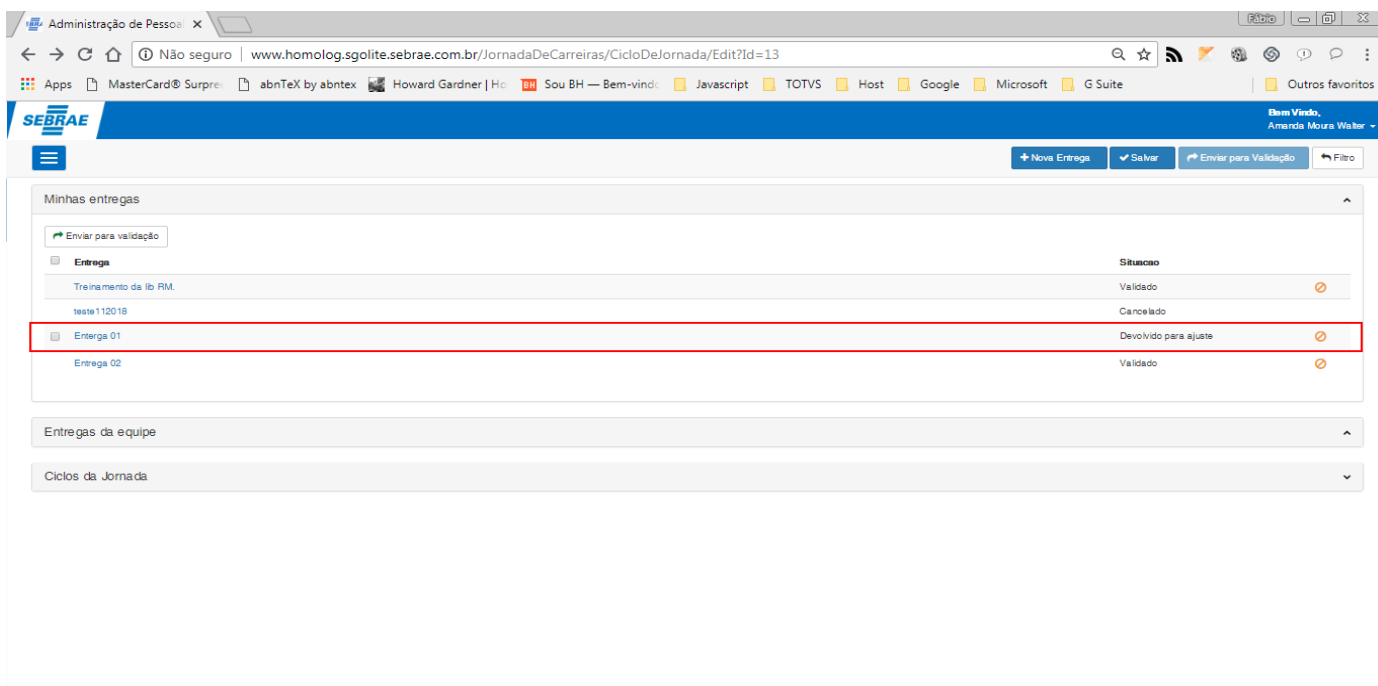 Administração de Pessoal
Fábio
Não seguro | www.homolog.sgolite.sebrae.com.br/JornadaDeCarreiras/CicloDeJornada/Edit?Id=13
Apps MasterCard® Surpre abnTeX by abntex Howard Gardner | Ho BH Sou BH — Bem-vindo Javascript TOTVS Host Google Microsoft G Suite Outros favoritos
SEBRAE
Bem Vindo,
Amanda Moura Walter
Nova Entrega Salvar Enviar para Validação Filtro
Minhas entregas
Enviar para validação
Entrega Situacao
Treinamento da lib RM. Validado
teste112018 Cancelado
Enterga 01 Devolvido para ajuste
Entrega 02 Validado
Entregas da equipe
Ciclos da Jornada